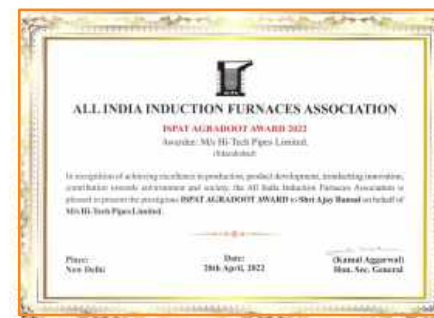 ALL INDIA INDUCTION FURNACES ASSOCIATION
ISPAT AGRADOOT AWARD 2022
Awardee: M/s Hi-Tech Pipes Limited.
In recognition of achieving excellence in production, product development, trendsetting innovation,
contribution towards environment and society, the All India Induction Furnaces Association is
pleased to present the prestigious ISPAT AGRADOOT AWARD to Shri Ajay Bansal on behalf of
M/s Hi-Tech Pipes Limited.
Place: Date:
New Delhi 28th April, 2022 (Kamal Aggarwal)
Hon. Sec. General